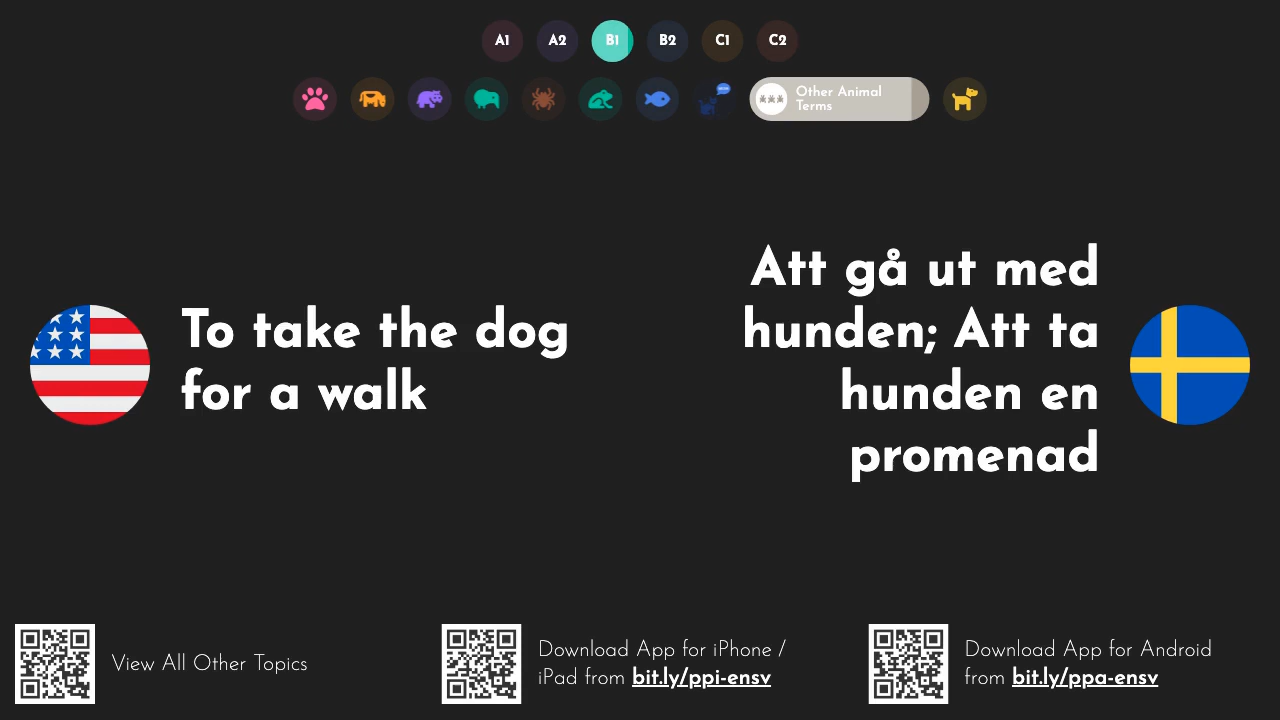 A1 A2 B1 B2 C1 C2
Other Animal
Terms
To take the dog
for a walk
Att gå ut med
hunden; Att ta
hunden en
promenad
View All Other Topics
Download App for iPhone /
iPad from bit.ly/ppi-ensv
Download App for Android
from bit.ly/ppa-ensv